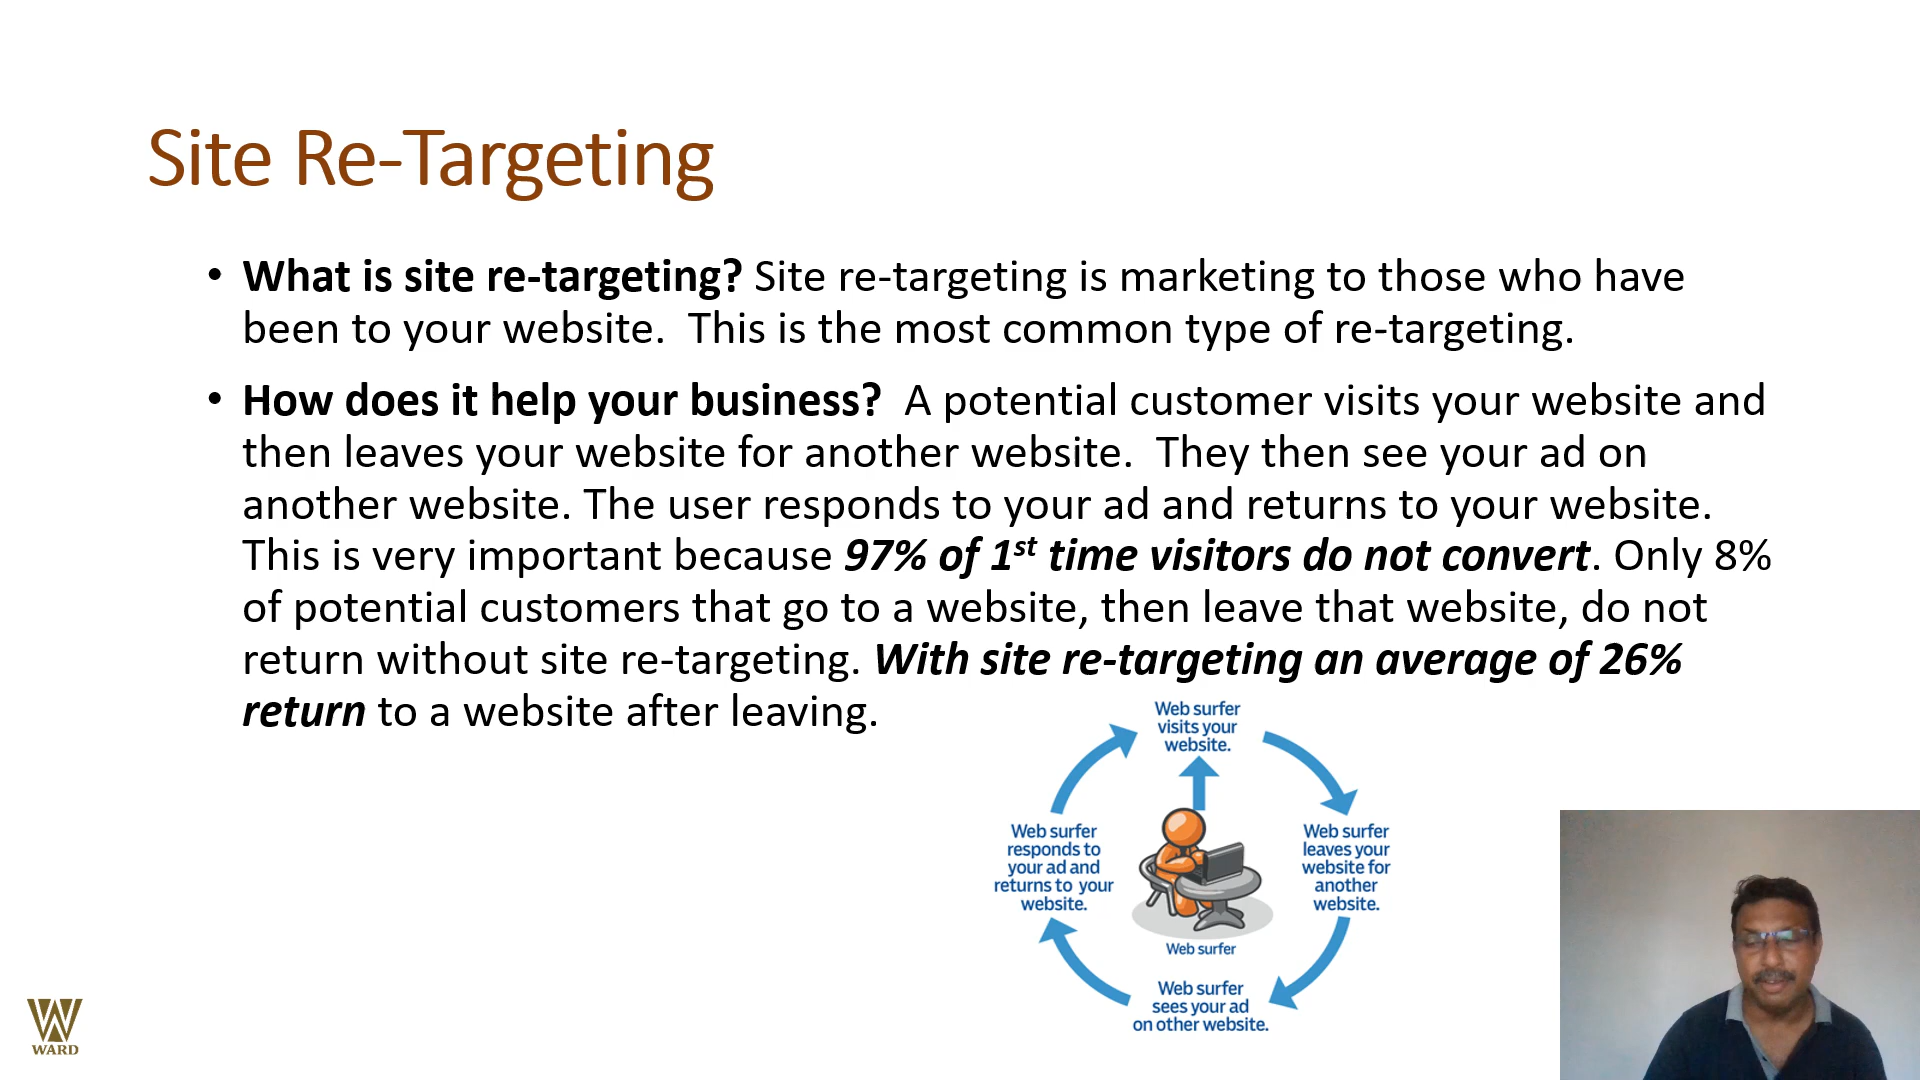 Site Re-Targeting
• What is site re-targeting? Site re-targeting is marketing to those who have
been to your website.  This is the most common type of re-targeting.
• How does it help your business?  A potential customer visits your website and
then leaves your website for another website.  They then see your ad on
another website. The user responds to your ad and returns to your website.
This is very important because 97% of 1st time visitors do not convert. Only 8%
of potential customers that go to a website, then leave that website, do not
return without site re-targeting. With site re-targeting an average of 26%
return to a website after leaving.
Web surfer
visits your
website.
Web surfer
leaves your
website for
another
website.
Web surfer
sees your ad
on other website.
Web surfer
responds to
your ad and
returns to your
website.
Web surfer
WARD